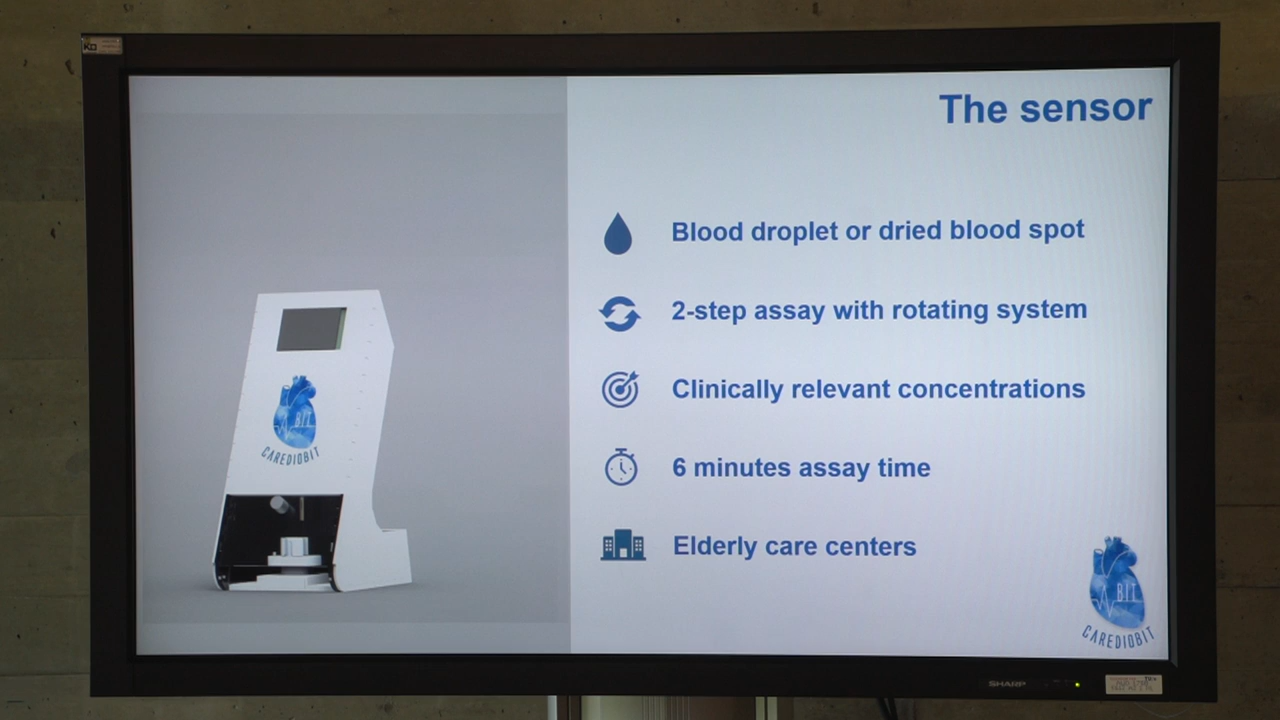 KO
The sensor
Blood droplet or dried blood spot
2-step assay with rotating system
Clinically relevant concentrations
6 minutes assay time
Elderly care centers
BIT
CAREDIOBIT
BIT
CAREDIOBIT
SHARP